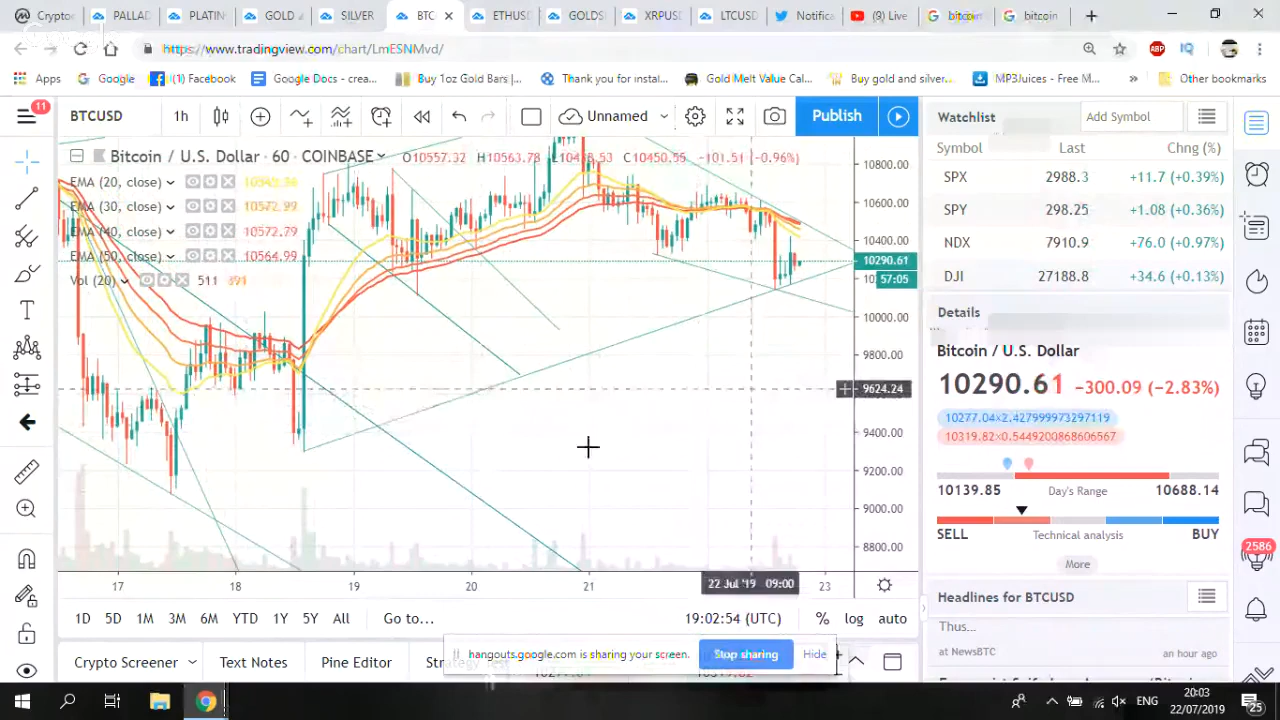 Crypto PALLAD PLATIN GOLD SILVER BTC ETHUSD GOLDS XRPUSD LTCUSD Notifica (9) Live bitcoin bitcoin
https://www.tradingview.com/chart/LmESNMvd/ ABP IQ
Apps Google (1) Facebook Google Docs - crea... Buy 1oz Gold Bars |... Thank you for instal... Gold Melt Value Cal... Buy gold and silver... MP3Juices - Free M... » Other bookmarks
11 BTCUSD 1h Unnamed Publish Watchlist Add Symbol
Bitcoin / U.S. Dollar · 60 · COINBASE O10557.32 H10563.78 C10450.55 -101.51 (-0.96%) 10800.00 Symbol Last Chng (%)
EMA (20, close) SPX 2988.3 +11.7 (+0.39%)
EMA (30, close) 10572.99 10600.00 SPY 298.25 +1.08 (+0.36%)
EMA (40, close) 10572.79 10400.00 NDX 7910.9 +76.0 (+0.97%)
EMA (50, close) 10564.99 10290.61
Vol (20) 511 391 57:05 DJI 27188.8 +34.6 (+0.13%)
10000.00 Details
9800.00 Bitcoin / U.S. Dollar
9624.24 10290.61 -300.09 (-2.83%)
10277.04×2.427999973297119
9400.00 10319.82×0.5449200868606567
9200.00 10139.85 Day's Range 10688.14
9000.00
8800.00 SELL Technical analysis BUY
2586
More
17 18 19 20 21 22 Jul '19 09:00 23 Headlines for BTCUSD
1D 5D 1M 3M 6M YTD 1Y 5Y All Go to... 19:02:54 (UTC) % log auto Thus...
at NewsBTC an hour ago
Crypto Screener Text Notes Pine Editor hangouts.google.com is sharing your screen. Stop sharing Hide
ENG 20:03
22/07/2019 25